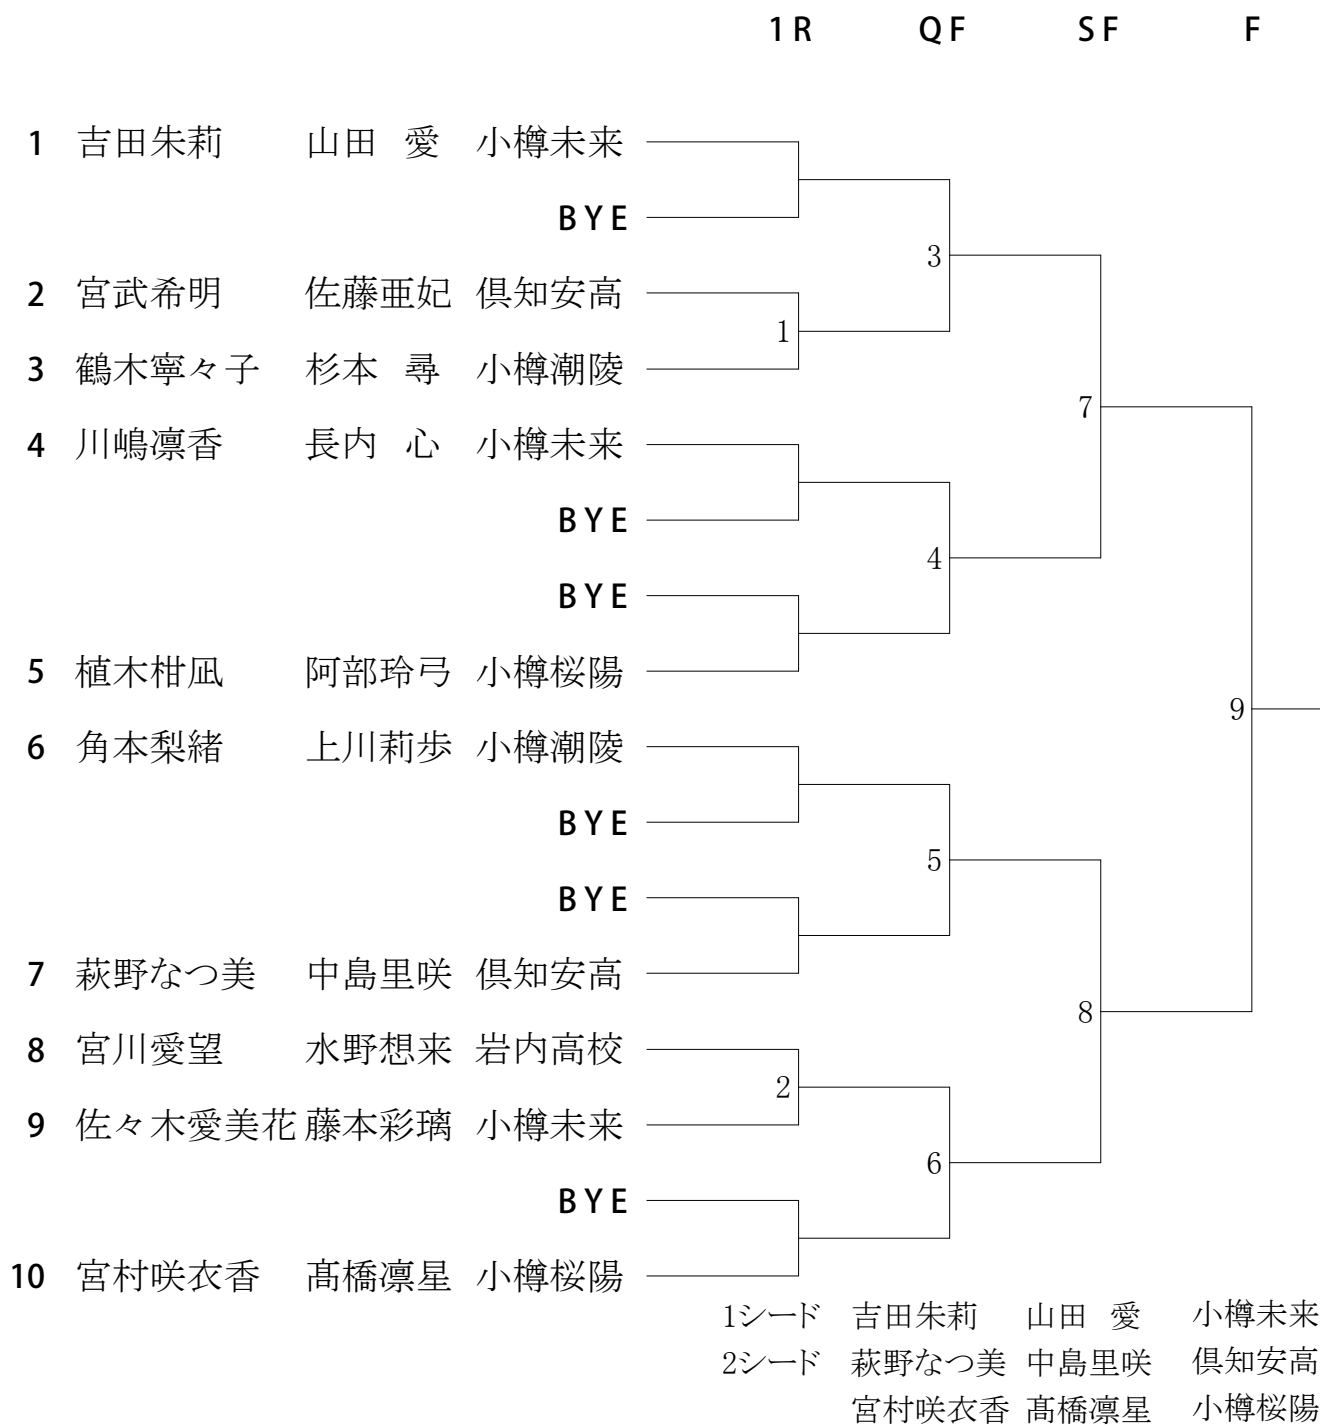 1R QF SF F
1 吉田朱莉 山田 愛 小樽未来
BYE
3
2 宮武希明 佐藤亜妃 倶知安高
1
3 鶴木寧々子 杉本 尋 小樽潮陵
7
4 川嶋凛香 長内 心 小樽未来
BYE
4
BYE
5 植木柑凪 阿部玲弓 小樽桜陽
9
6 角本梨緒 上川莉歩 小樽潮陵
BYE
5
BYE
7 萩野なつ美 中島里咲 倶知安高
8
8 宮川愛望 水野想来 岩内高校
2
9 佐々木愛美花 藤本彩璃 小樽未来
6
BYE
10 宮村咲衣香 髙橋凛星 小樽桜陽
1シード 吉田朱莉 山田 愛 小樽未来
2シード 萩野なつ美 中島里咲 倶知安高
宮村咲衣香 髙橋凛星 小樽桜陽